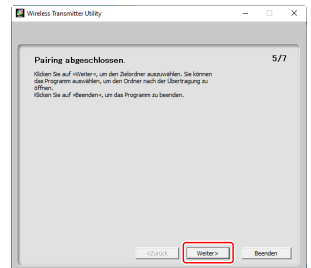 Wireless Transmitter Utility
Pairing abgeschlossen.
5/7
Klicken Sie auf »Weiter«, um den Zielordner auszuwählen. Sie können
das Programm auswählen, um den Ordner nach der Übertragung zu
öffnen.
Klicken Sie auf »Beenden«, um das Programm zu beenden.
<Zurück
Weiter>
Beenden